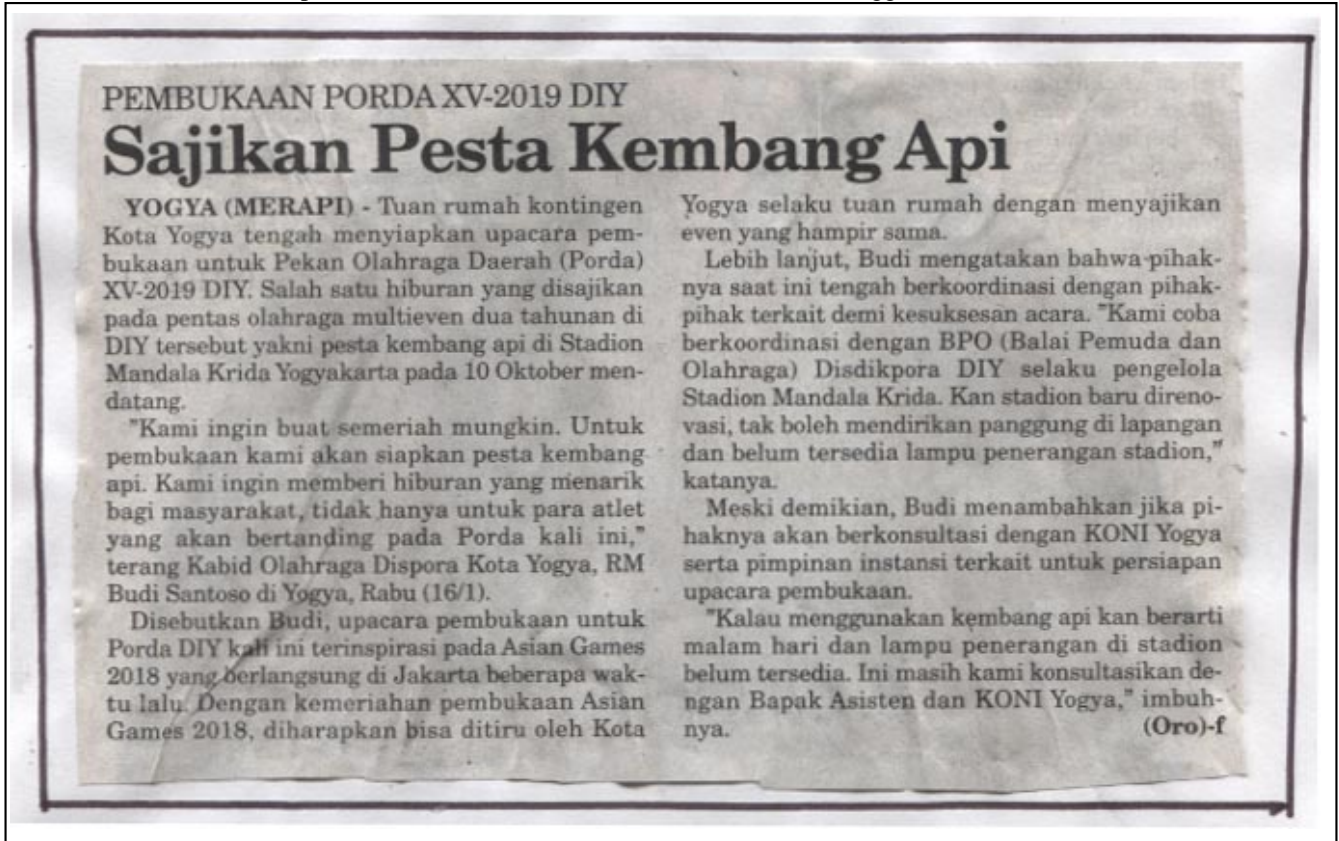 PEMBUKAAN PORDA XV-2019 DIY
Sajikan Pesta Kembang Api
YOGYA (MERAPI) - Tuan rumah kontingen
Kota Yogya tengah menyiapkan upacara pem-
bukaan untuk Pekan Olahraga Daerah (Porda)
XV-2019 DIY. Salah satu hiburan yang disajikan
pada pentas olahraga multieven dua tahunan di
DIY tersebut yakni pesta kembang api di Stadion
Mandala Krida Yogyakarta pada 10 Oktober men-
datang.
"Kami ingin buat semeriah mungkin. Untuk
pembukaan kami akan siapkan pesta kembang
api. Kami ingin memberi hiburan yang menarik
bagi masyarakat, tidak hanya untuk para atlet
yang akan bertanding pada Porda kali ini,"
terang Kabid Olahraga Dispora Kota Yogya, RM
Budi Santoso di Yogya, Rabu (16/1).
Disebutkan Budi, upacara pembukaan untuk
Porda DIY kali ini terinspirasi pada Asian Games
2018 yang berlangsung di Jakarta beberapa wak-
tu lalu. Dengan kemeriahan pembukaan Asian
Games 2018, diharapkan bisa ditiru oleh Kota
Yogya selaku tuan rumah dengan menyajikan
even yang hampir sama.
Lebih lanjut, Budi mengatakan bahwa pihak-
nya saat ini tengah berkoordinasi dengan pihak-
pihak terkait demi kesuksesan acara. "Kami coba
berkoordinasi dengan BPO (Balai Pemuda dan
Olahraga) Disdikpora DIY selaku pengelola
Stadion Mandala Krida. Kan stadion baru direno-
vasi, tak boleh mendirikan panggung di lapangan
dan belum tersedia lampu penerangan stadion,"
katanya.
Meski demikian, Budi menambahkan jika pi-
haknya akan berkonsultasi dengan KONI Yogya
serta pimpinan instansi terkait untuk persiapan
upacara pembukaan.
"Kalau menggunakan kembang api kan berarti
malam hari dan lampu penerangan di stadion
belum tersedia. Ini masih kami konsultasikan de-
ngan Bapak Asisten dan KONI Yogya," imbuh-
nya. (Oro)-f